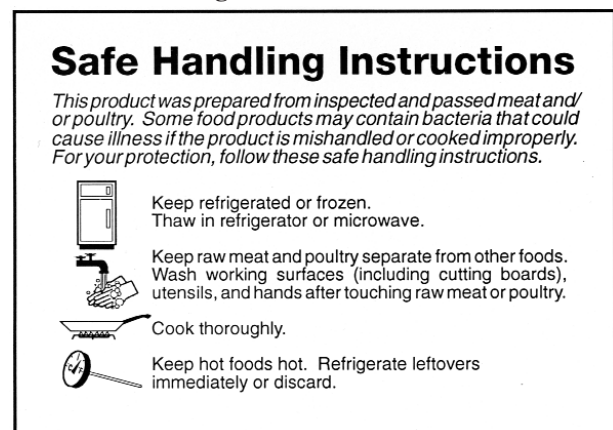 Safe Handling Instructions
This product was prepared from inspected and passed meat and/
or poultry. Some food products may contain bacteria that could
cause illness if the product is mishandled or cooked improperly.
For your protection, follow these safe handling instructions.
Keep refrigerated or frozen.
Thaw in refrigerator or microwave.
Keep raw meat and poultry separate from other foods.
Wash working surfaces (including cutting boards),
utensils, and hands after touching raw meat or poultry.
Cook thoroughly.
Keep hot foods hot. Refrigerate leftovers
immediately or discard.